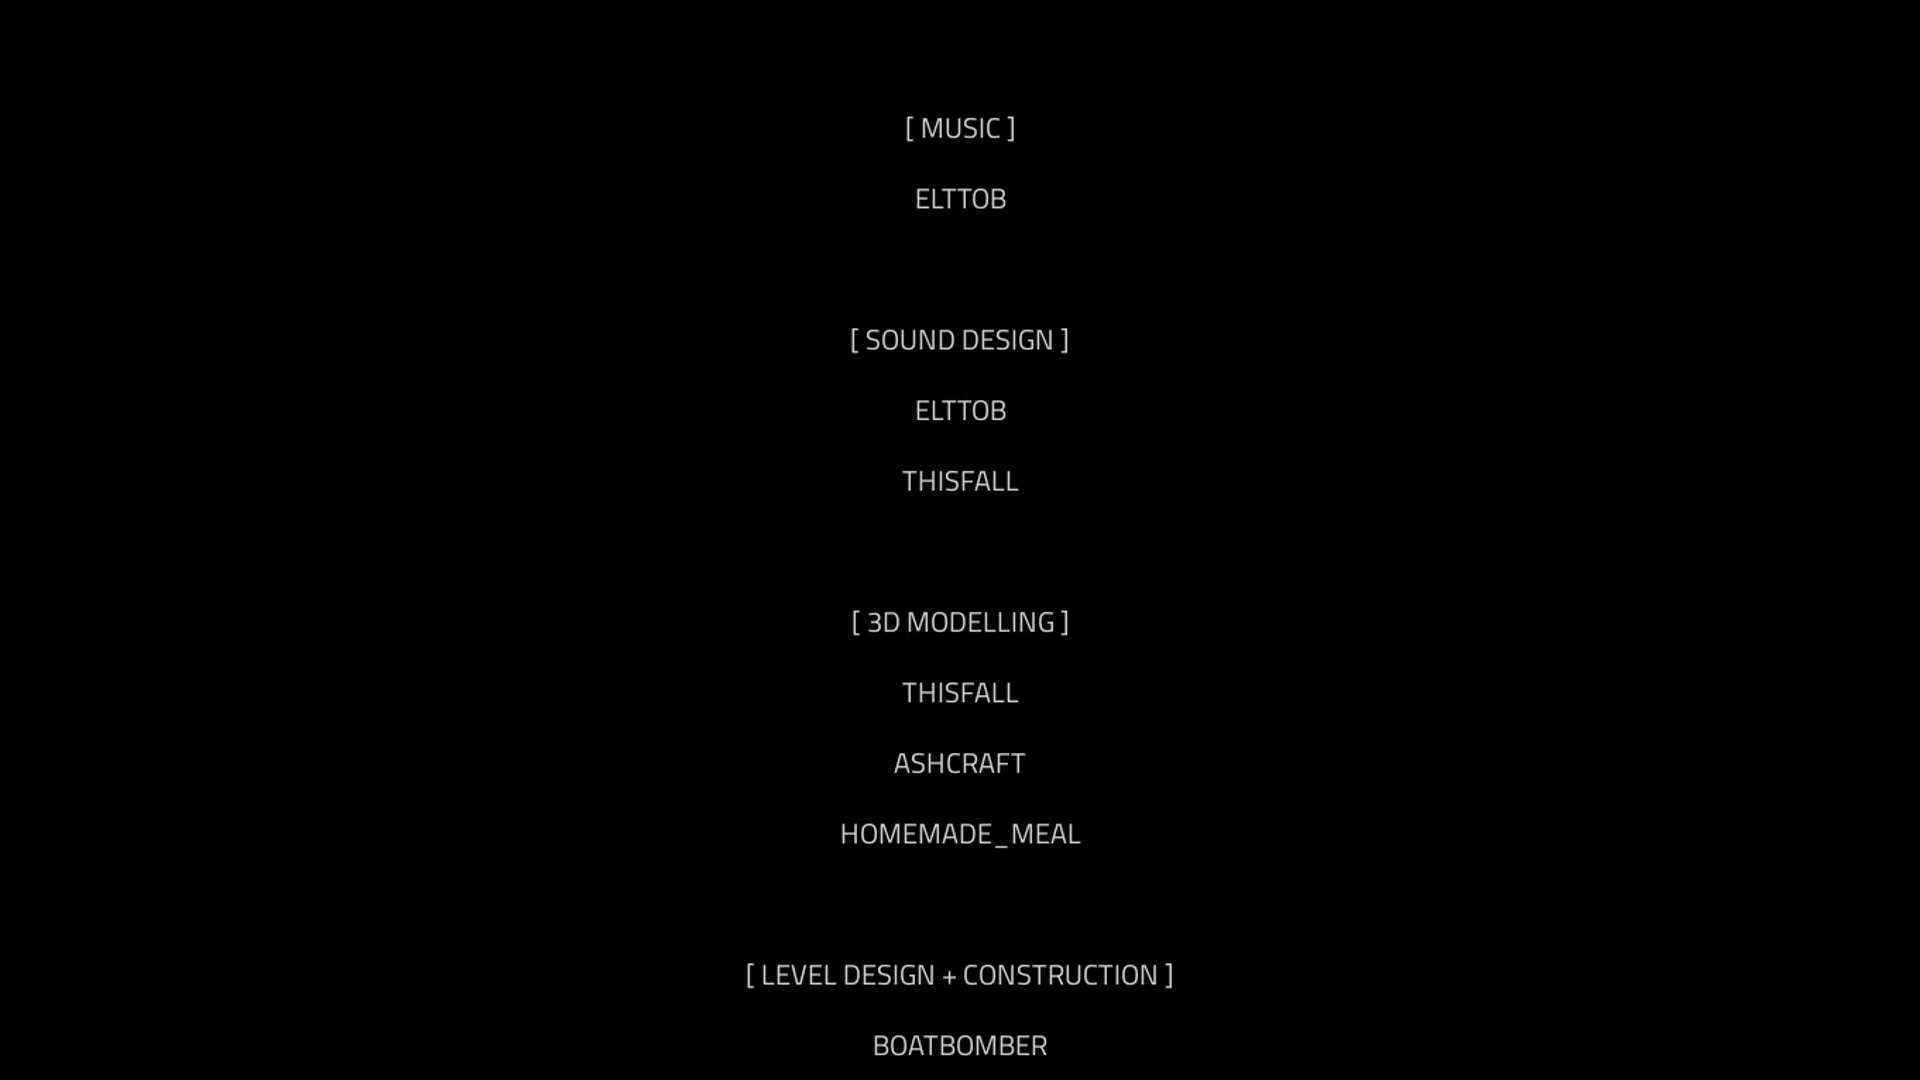 [ MUSIC ]
ELTTOB
[ SOUND DESIGN ]
ELTTOB
THISFALL
[ 3D MODELLING ]
THISFALL
ASHCRAFT
HOMEMADE_MEAL
[ LEVEL DESIGN + CONSTRUCTION ]
BOATBOMBER